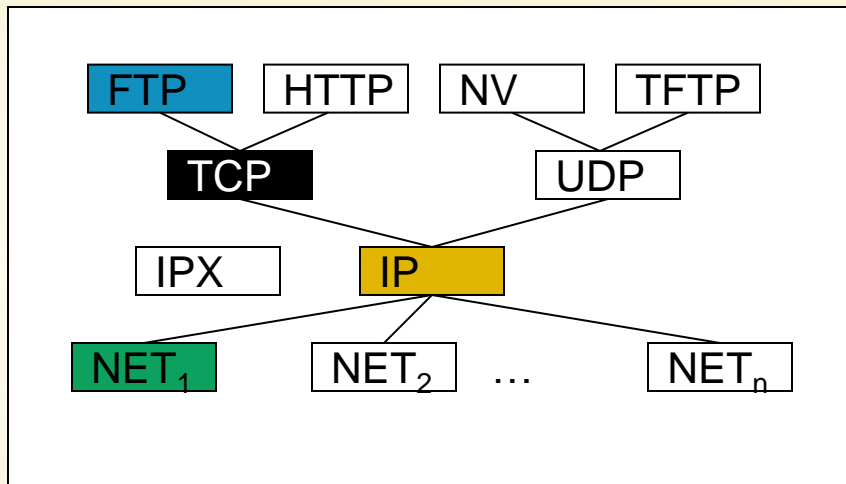 FTP HTTP NV TFTP
TCP UDP
IPX IP
NET₁ NET₂ ... NETₙ